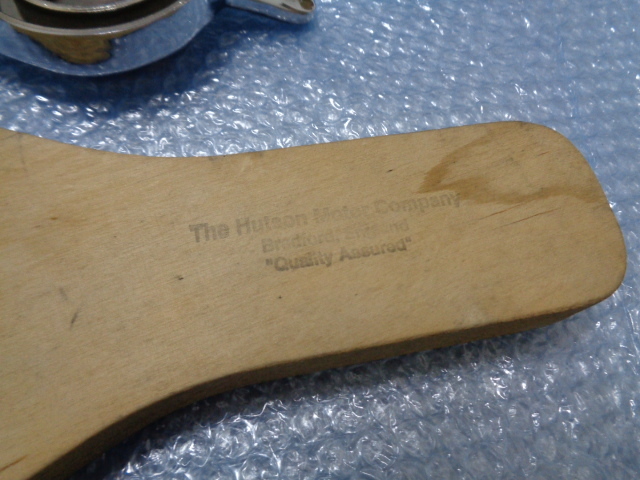 The Hutson Motor Company
Bradford, England
"Quality Assured"